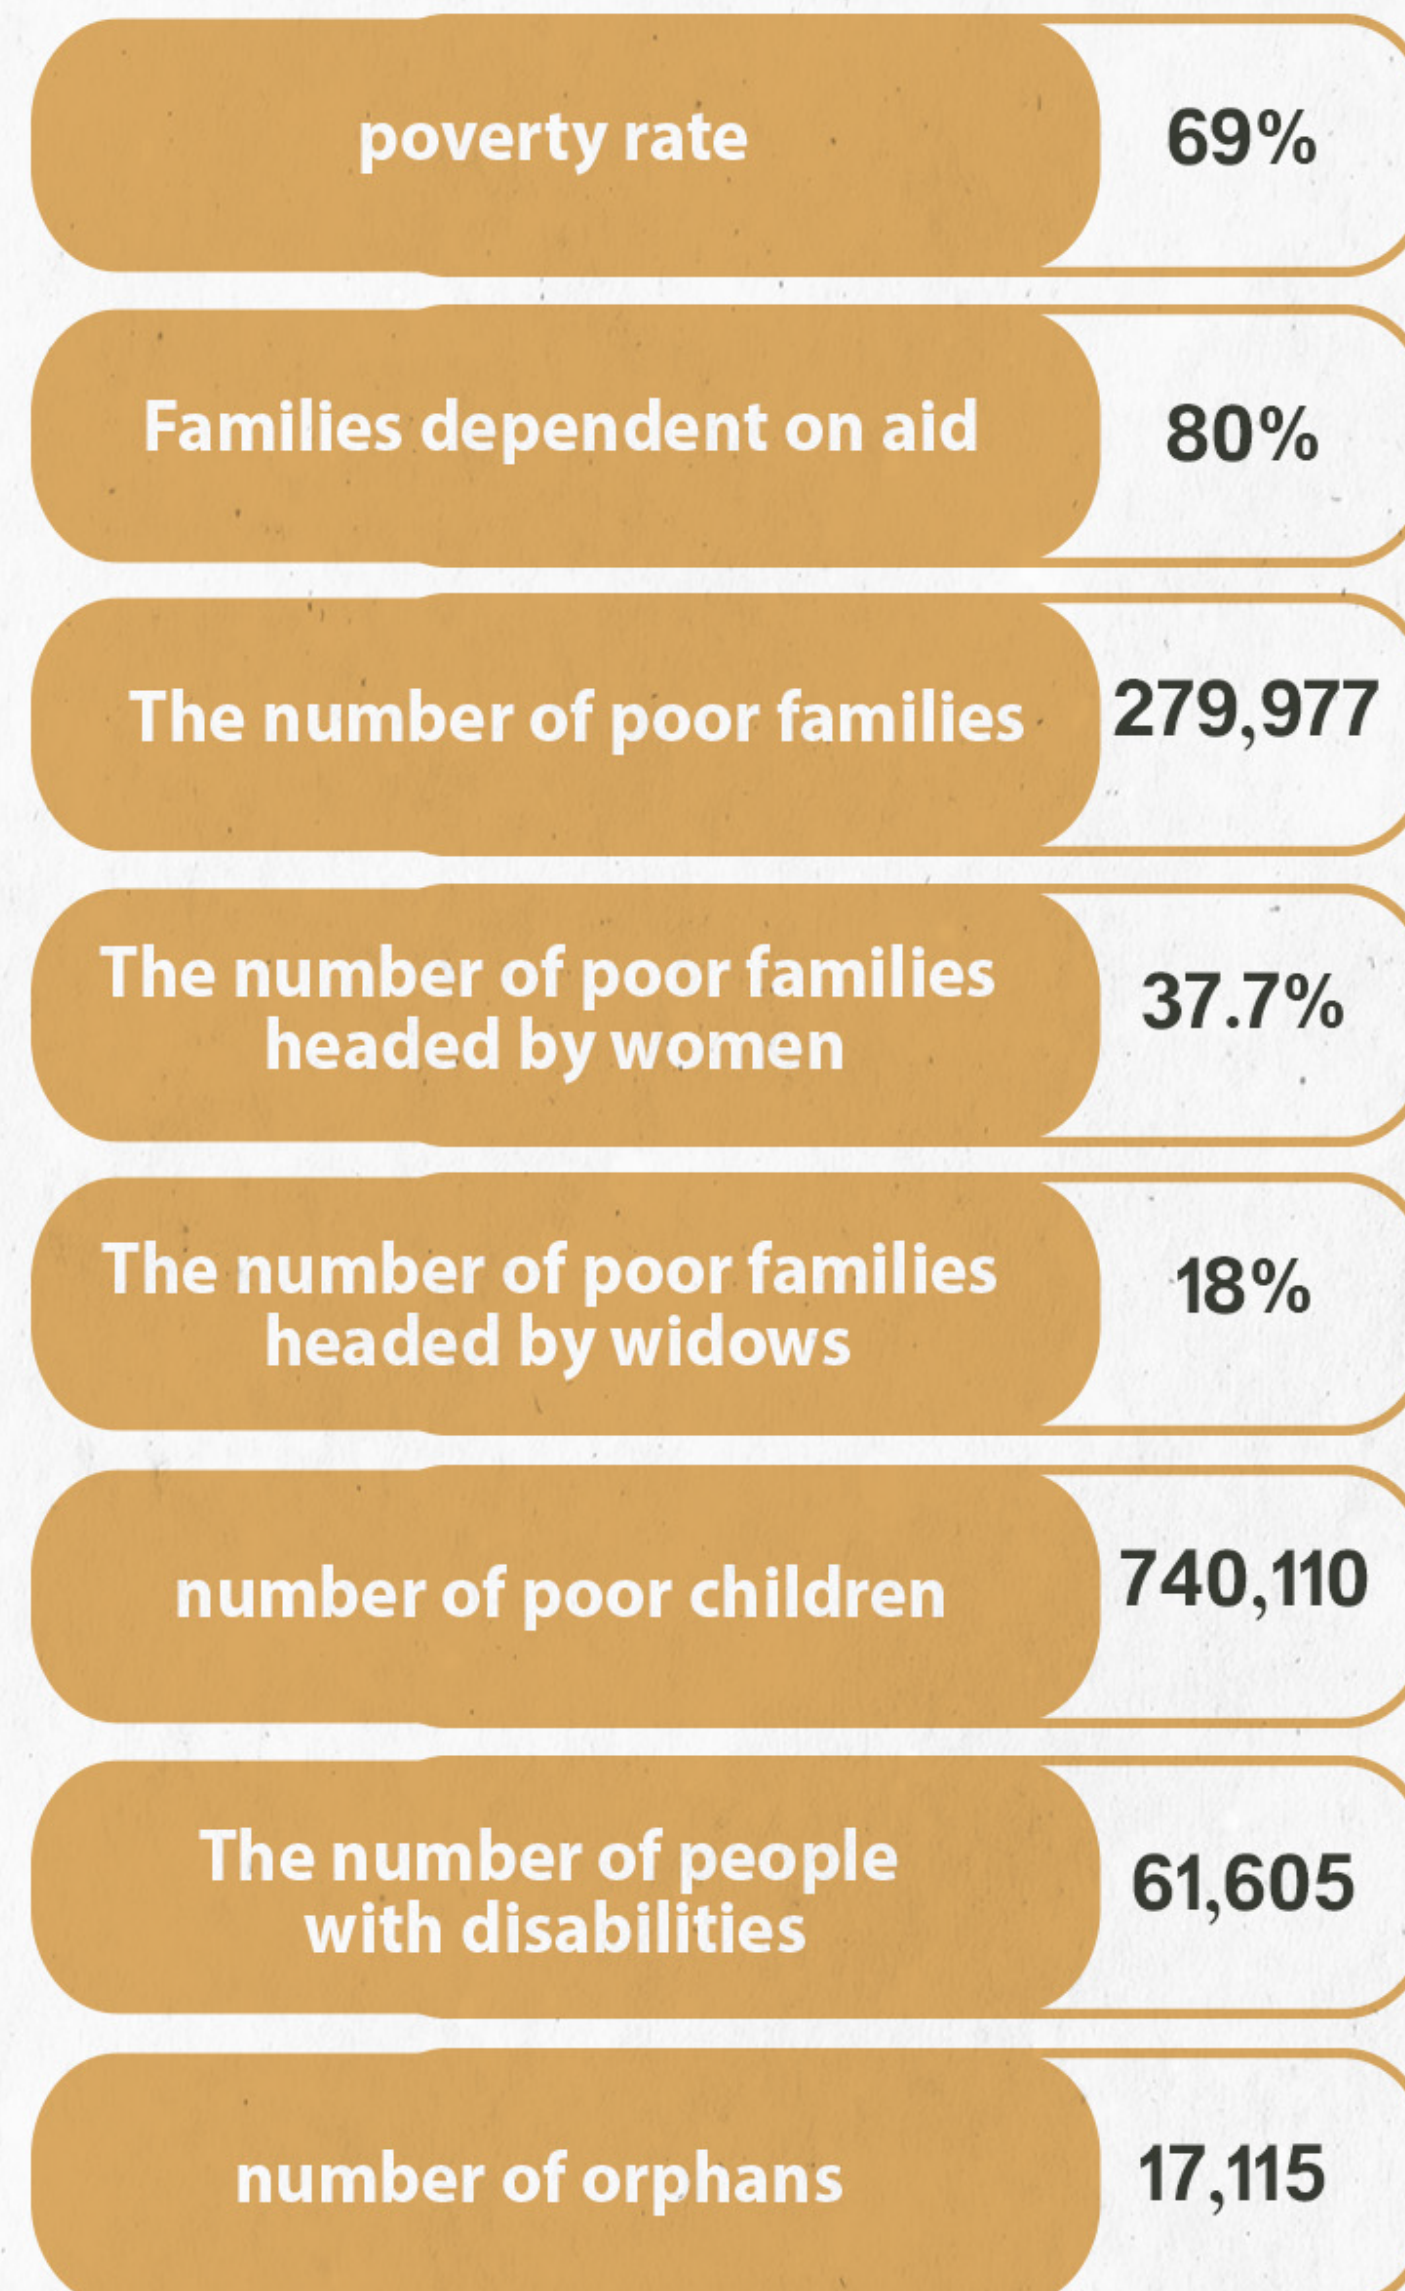 poverty rate 69%
Families dependent on aid 80%
The number of poor families 279,977
The number of poor families
headed by women
37.7%
The number of poor families
headed by widows
18%
number of poor children 740,110
The number of people
with disabilities
61,605
number of orphans 17,115